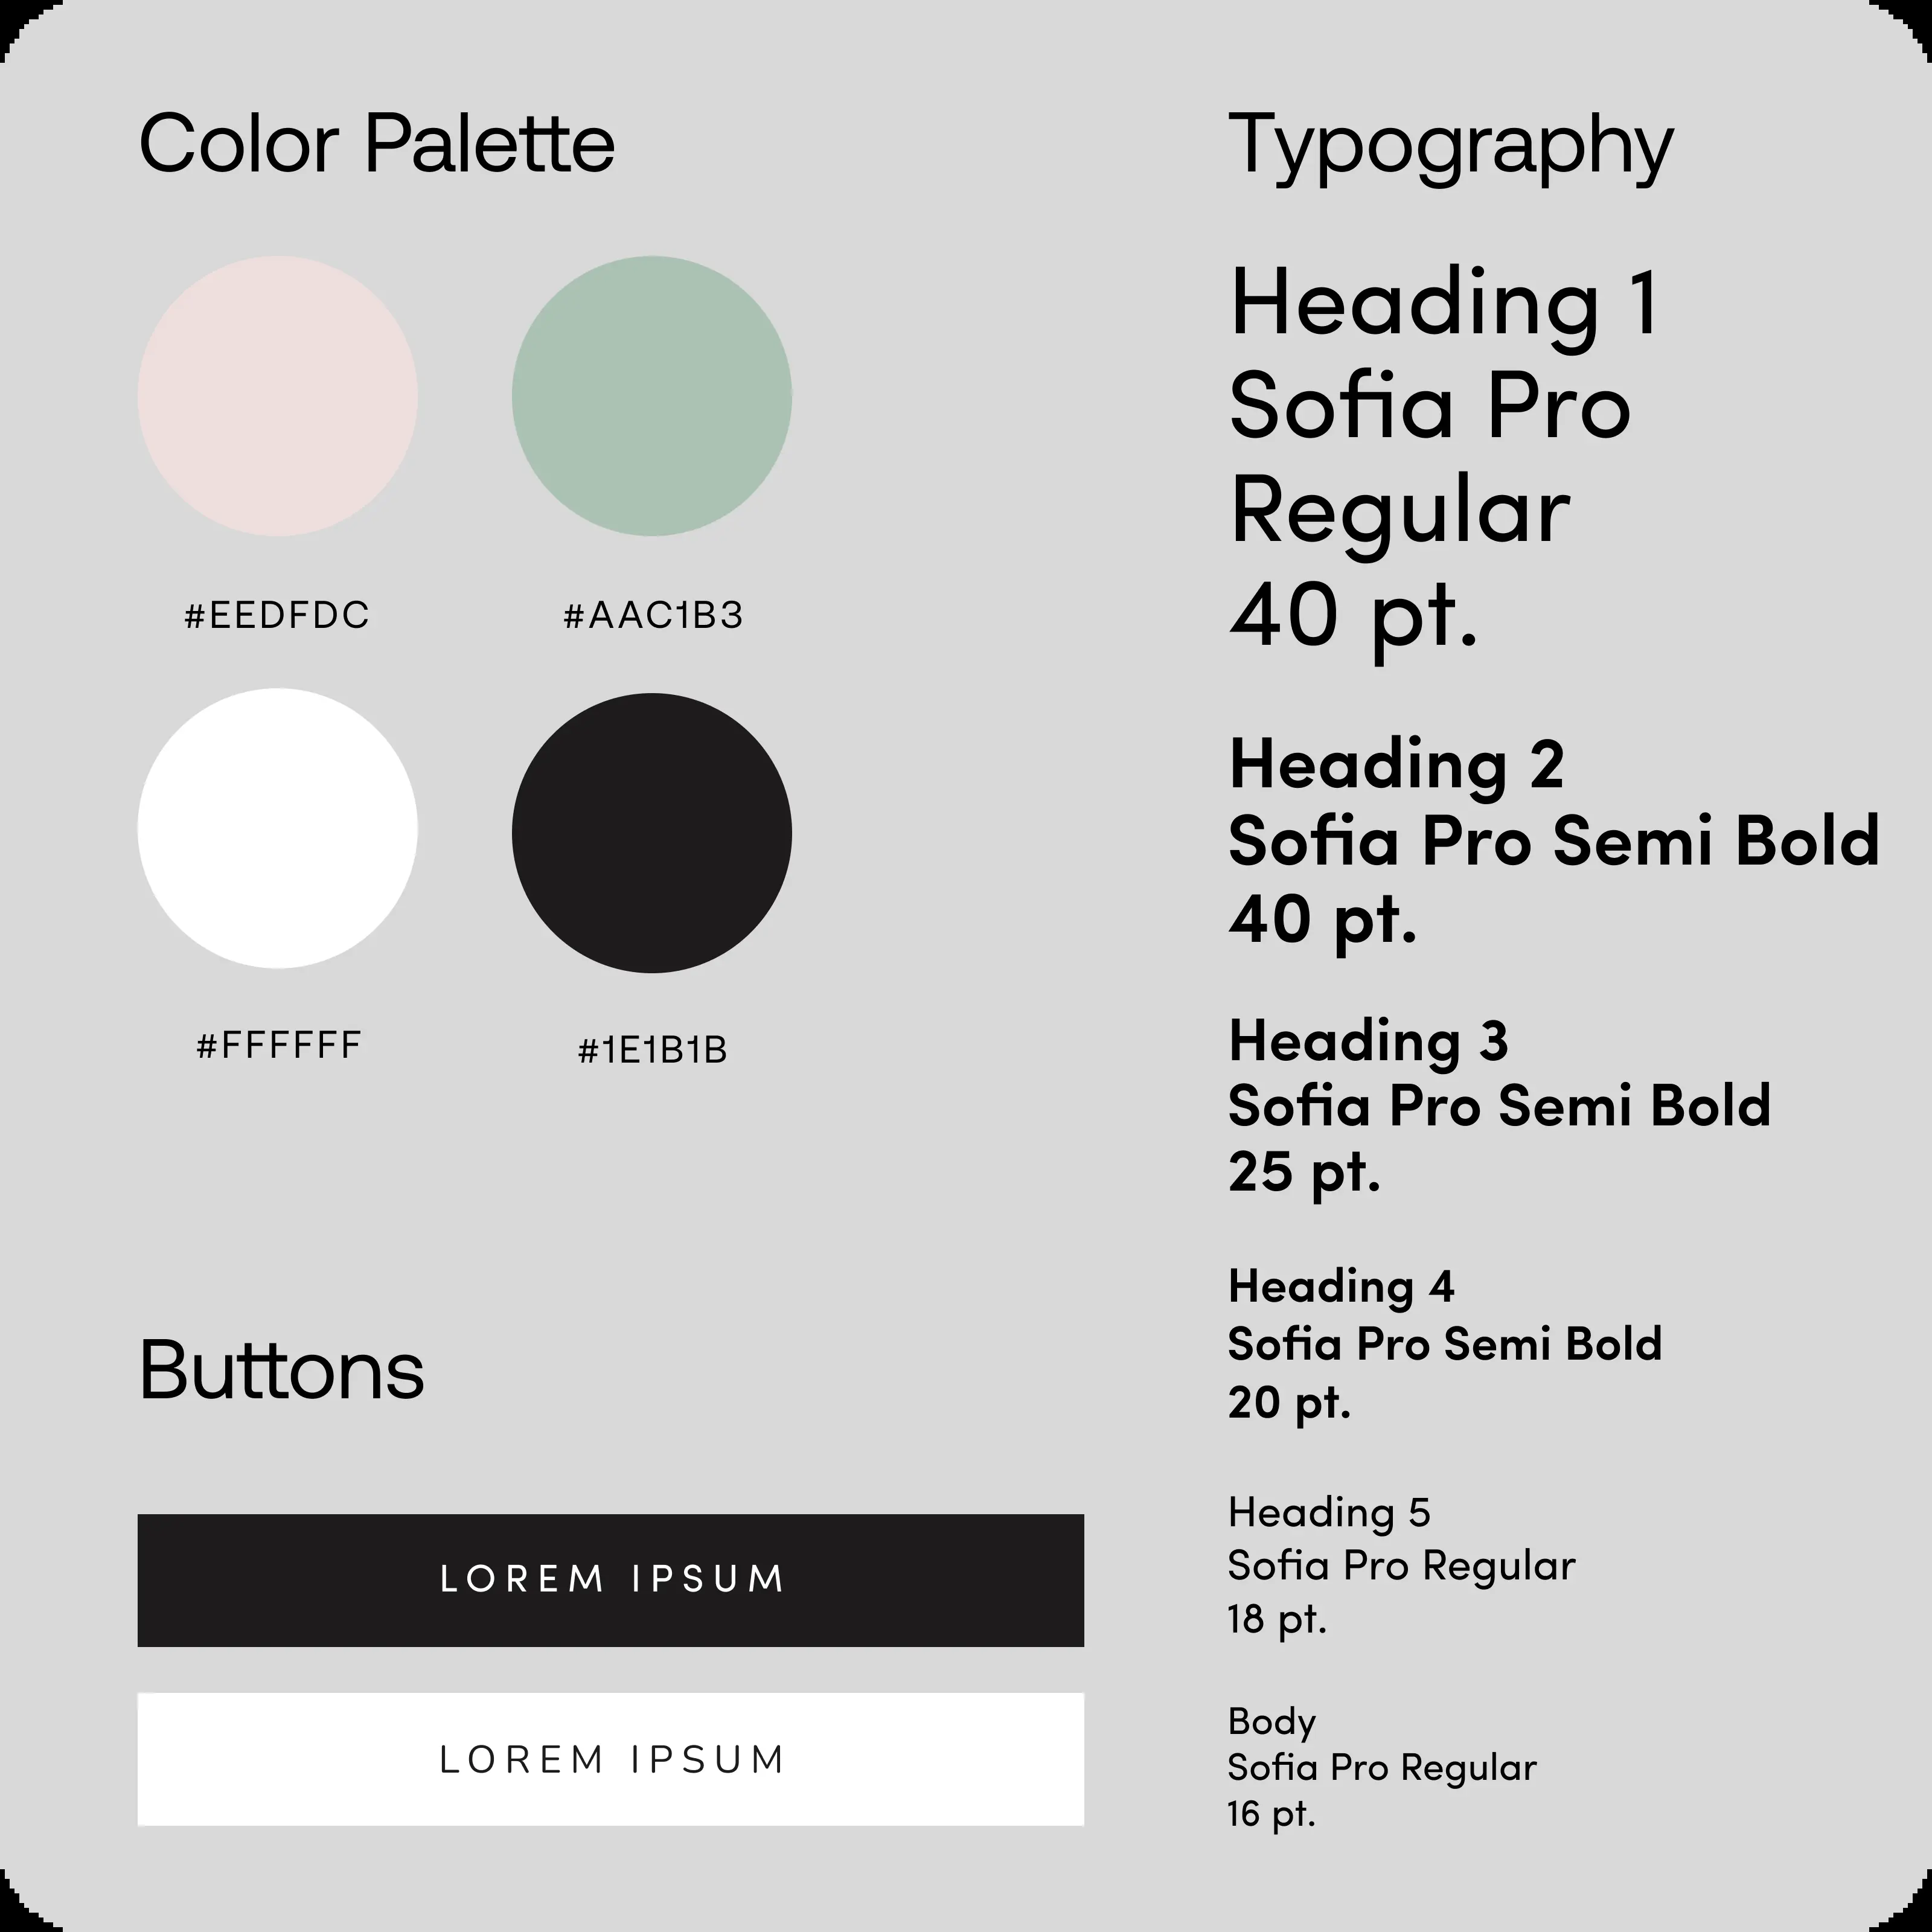 Color Palette
#EEDFDC
#AAC1B3
#FFFFFF
#1E1B1B
Buttons
LOREM IPSUM
LOREM IPSUM
Typography
Heading 1
Sofia Pro
Regular
40 pt.
Heading 2
Sofia Pro Semi Bold
40 pt.
Heading 3
Sofia Pro Semi Bold
25 pt.
Heading 4
Sofia Pro Semi Bold
20 pt.
Heading 5
Sofia Pro Regular
18 pt.
Body
Sofia Pro Regular
16 pt.